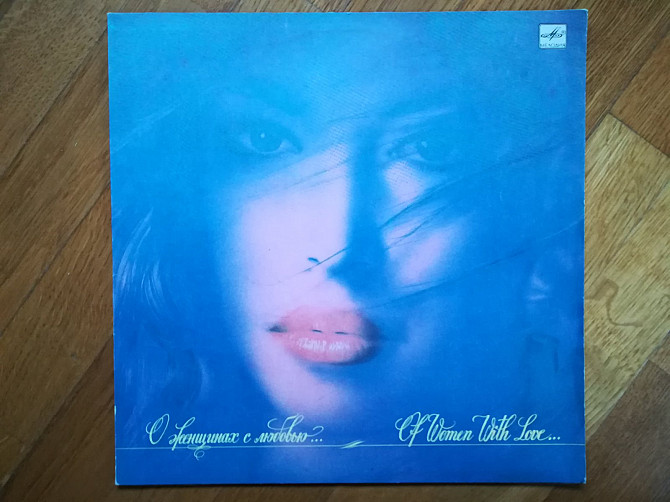 О женщинах с любовью...
Of Women With Love...